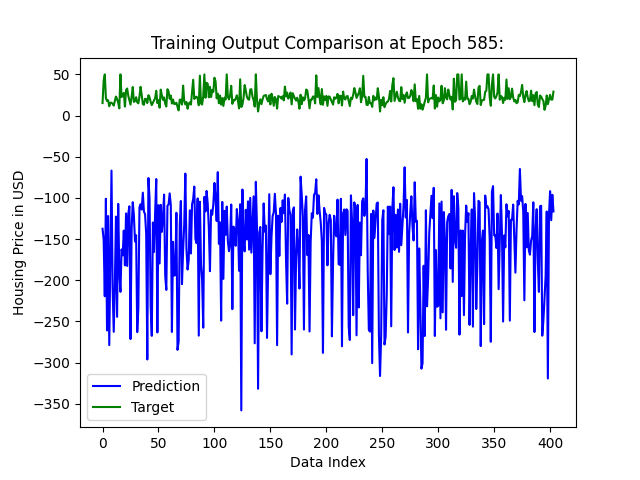 Training Output Comparison at Epoch 585:
Housing Price in USD
50
0
−50
−100
−150
−200
−250
−300
−350
Prediction
Target
0 50 100 150 200 250 300 350 400
Data Index